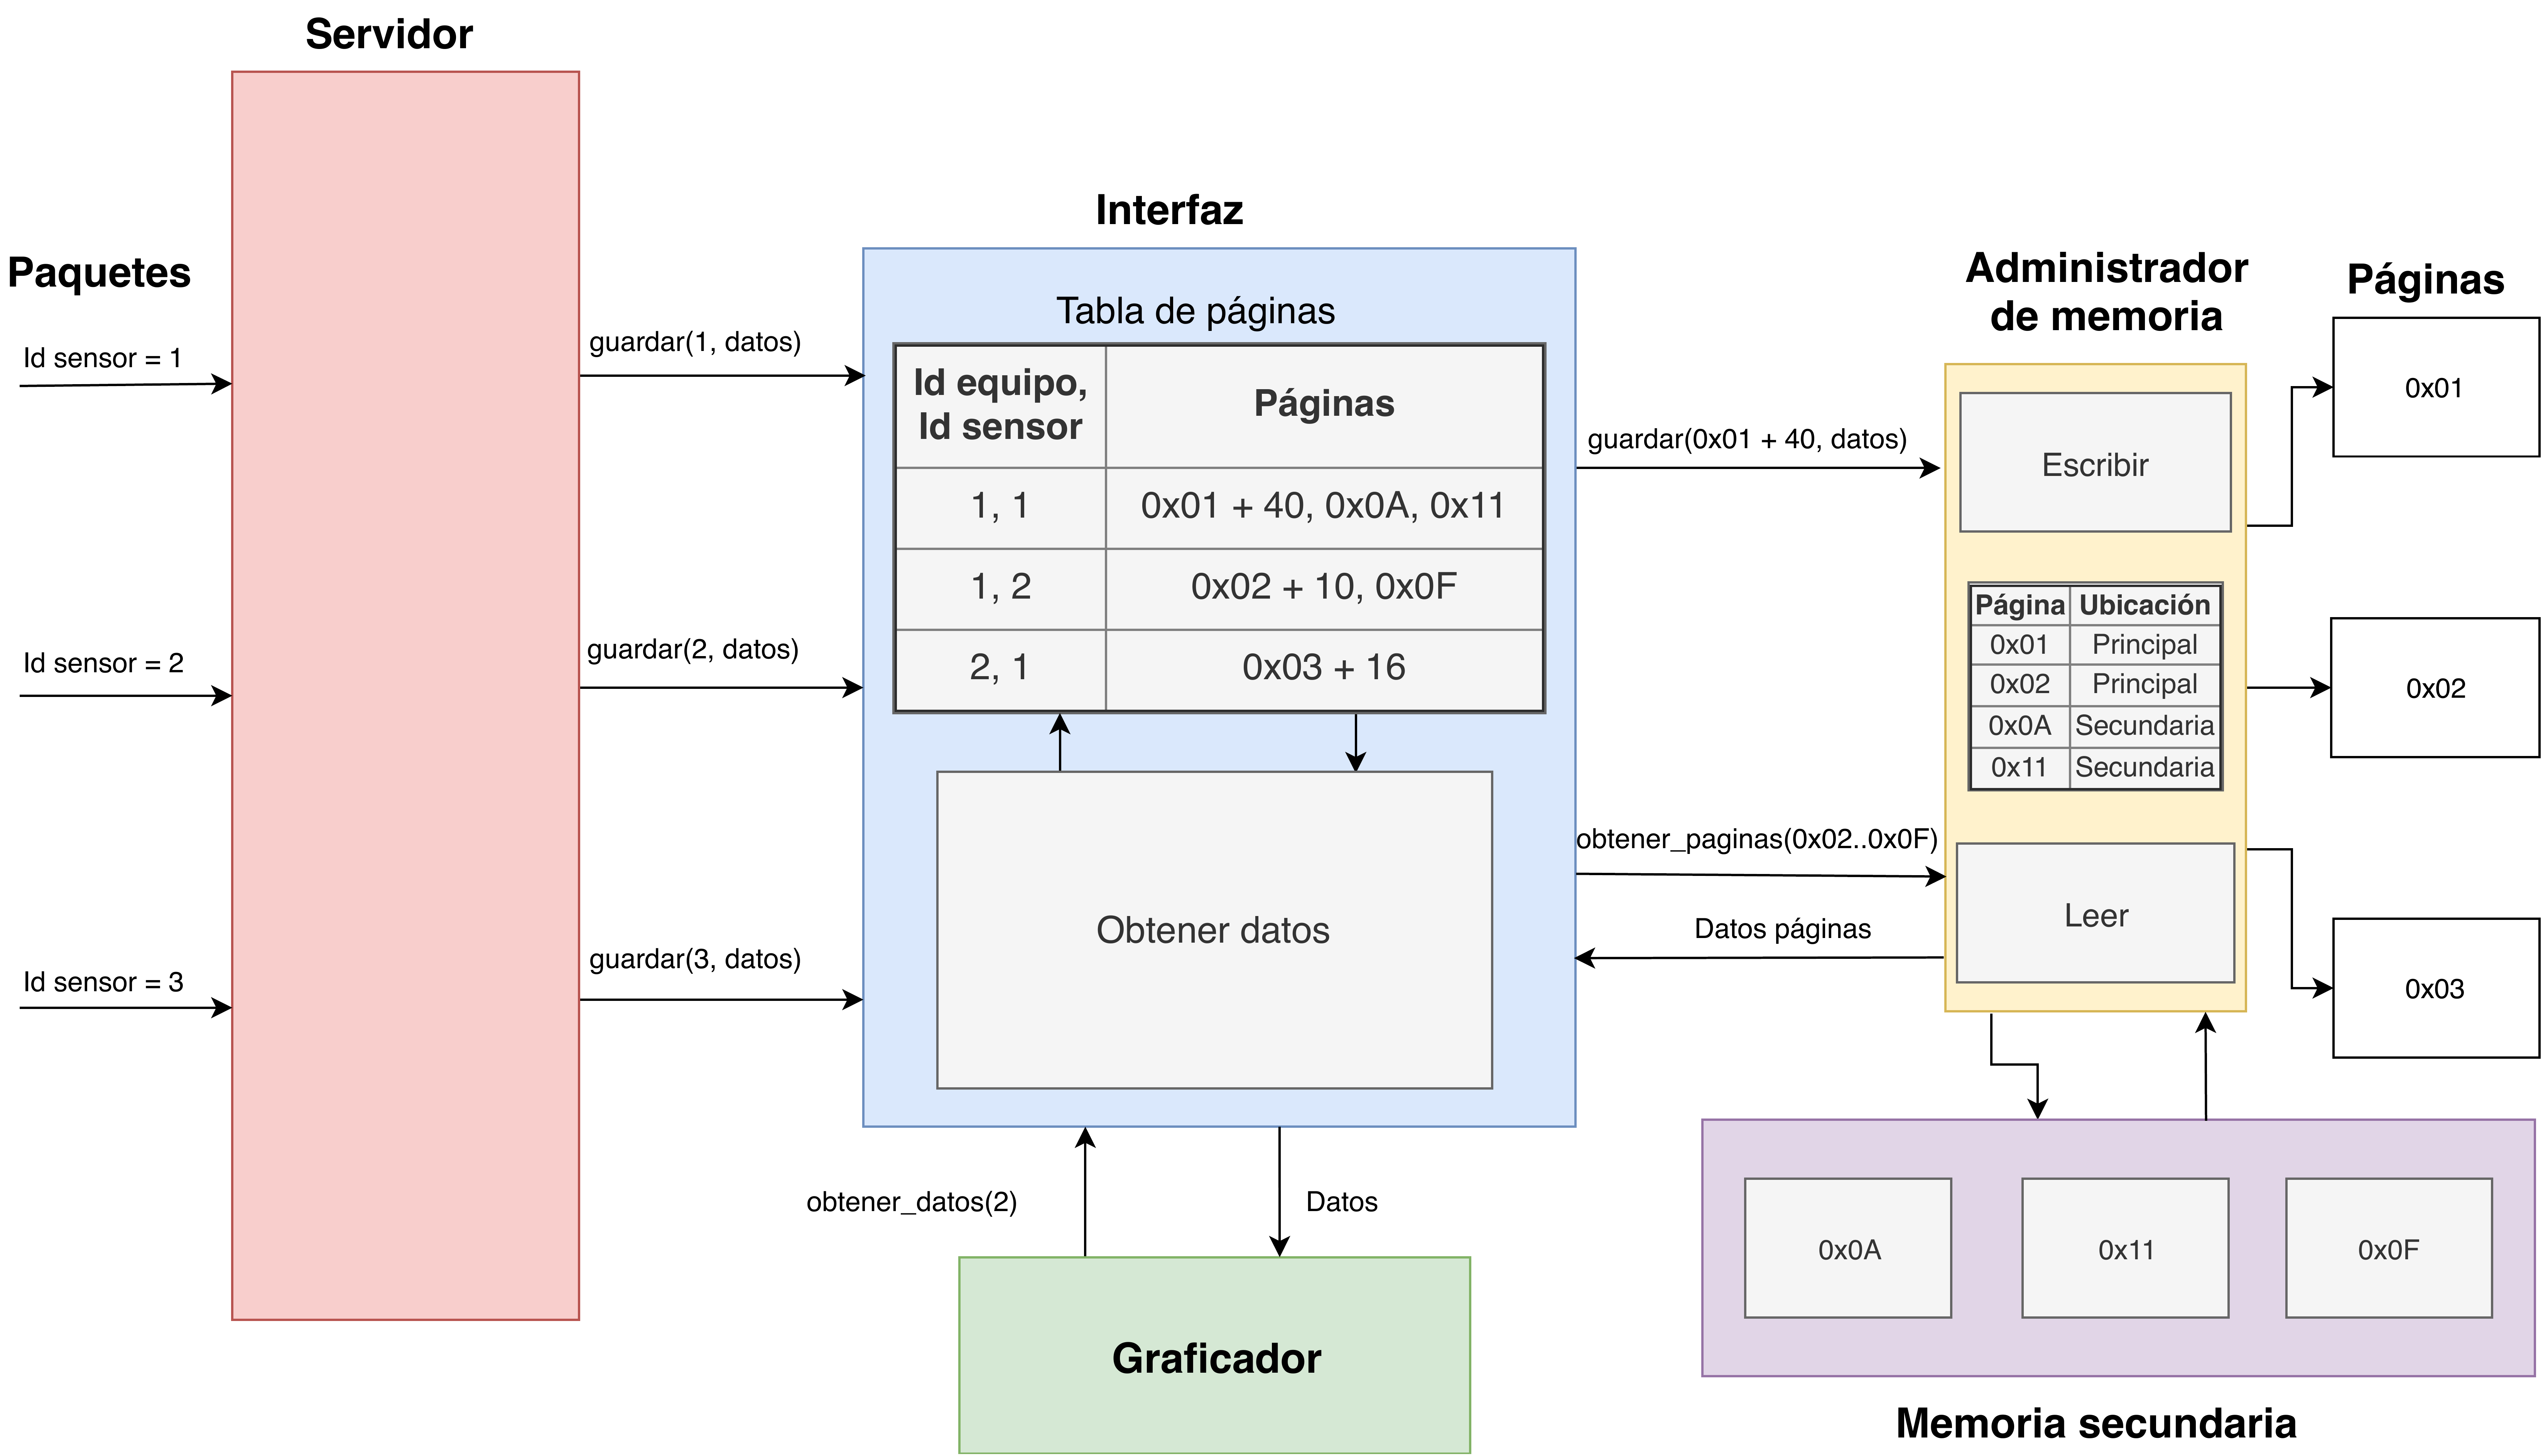 Servidor
Paquetes
Id sensor = 1
Id sensor = 2
Id sensor = 3
guardar(1, datos)
guardar(2, datos)
guardar(3, datos)
Interfaz
Tabla de páginas
Id equipo,
Id sensor
Páginas
1, 1
0x01 + 40, 0x0A, 0x11
1, 2
0x02 + 10, 0x0F
2, 1
0x03 + 16
Obtener datos
obtener_datos(2)
Datos
Graficador
guardar(0x01 + 40, datos)
obtener_paginas(0x02..0x0F)
Datos páginas
Administrador
de memoria
Escribir
Página Ubicación
0x01 Principal
0x02 Principal
0x0A Secundaria
0x11 Secundaria
Leer
Páginas
0x01
0x02
0x03
0x0A
0x11
0x0F
Memoria secundaria